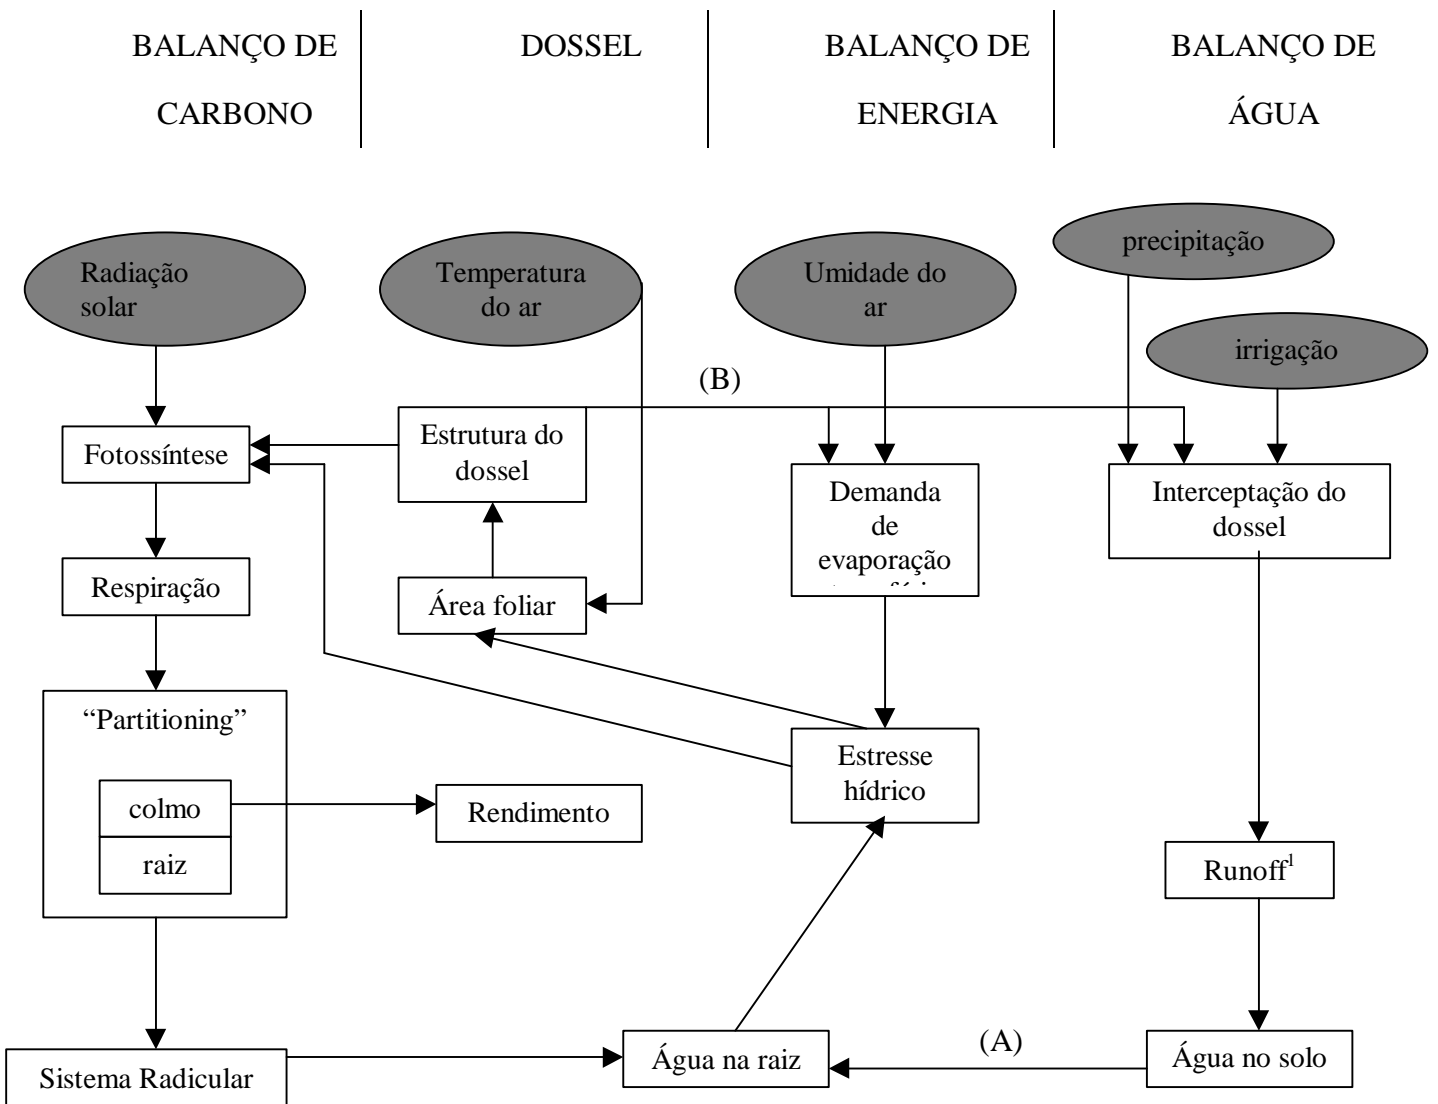 BALANÇO DE
CARBONO
DOSSEL
BALANÇO DE
ENERGIA
BALANÇO DE
ÁGUA
Radiação
solar
Temperatura
do ar
Umidade do
ar
precipitação
irrigação
(B)
Fotossíntese
Estrutura do
dossel
Demanda
de
evaporação
Interceptação do
dossel
Respiração
Área foliar
“Partitioning”
colmo
raiz
Rendimento
Estresse
hídrico
Runoff¹
Sistema Radicular
Água na raiz
(A)
Água no solo